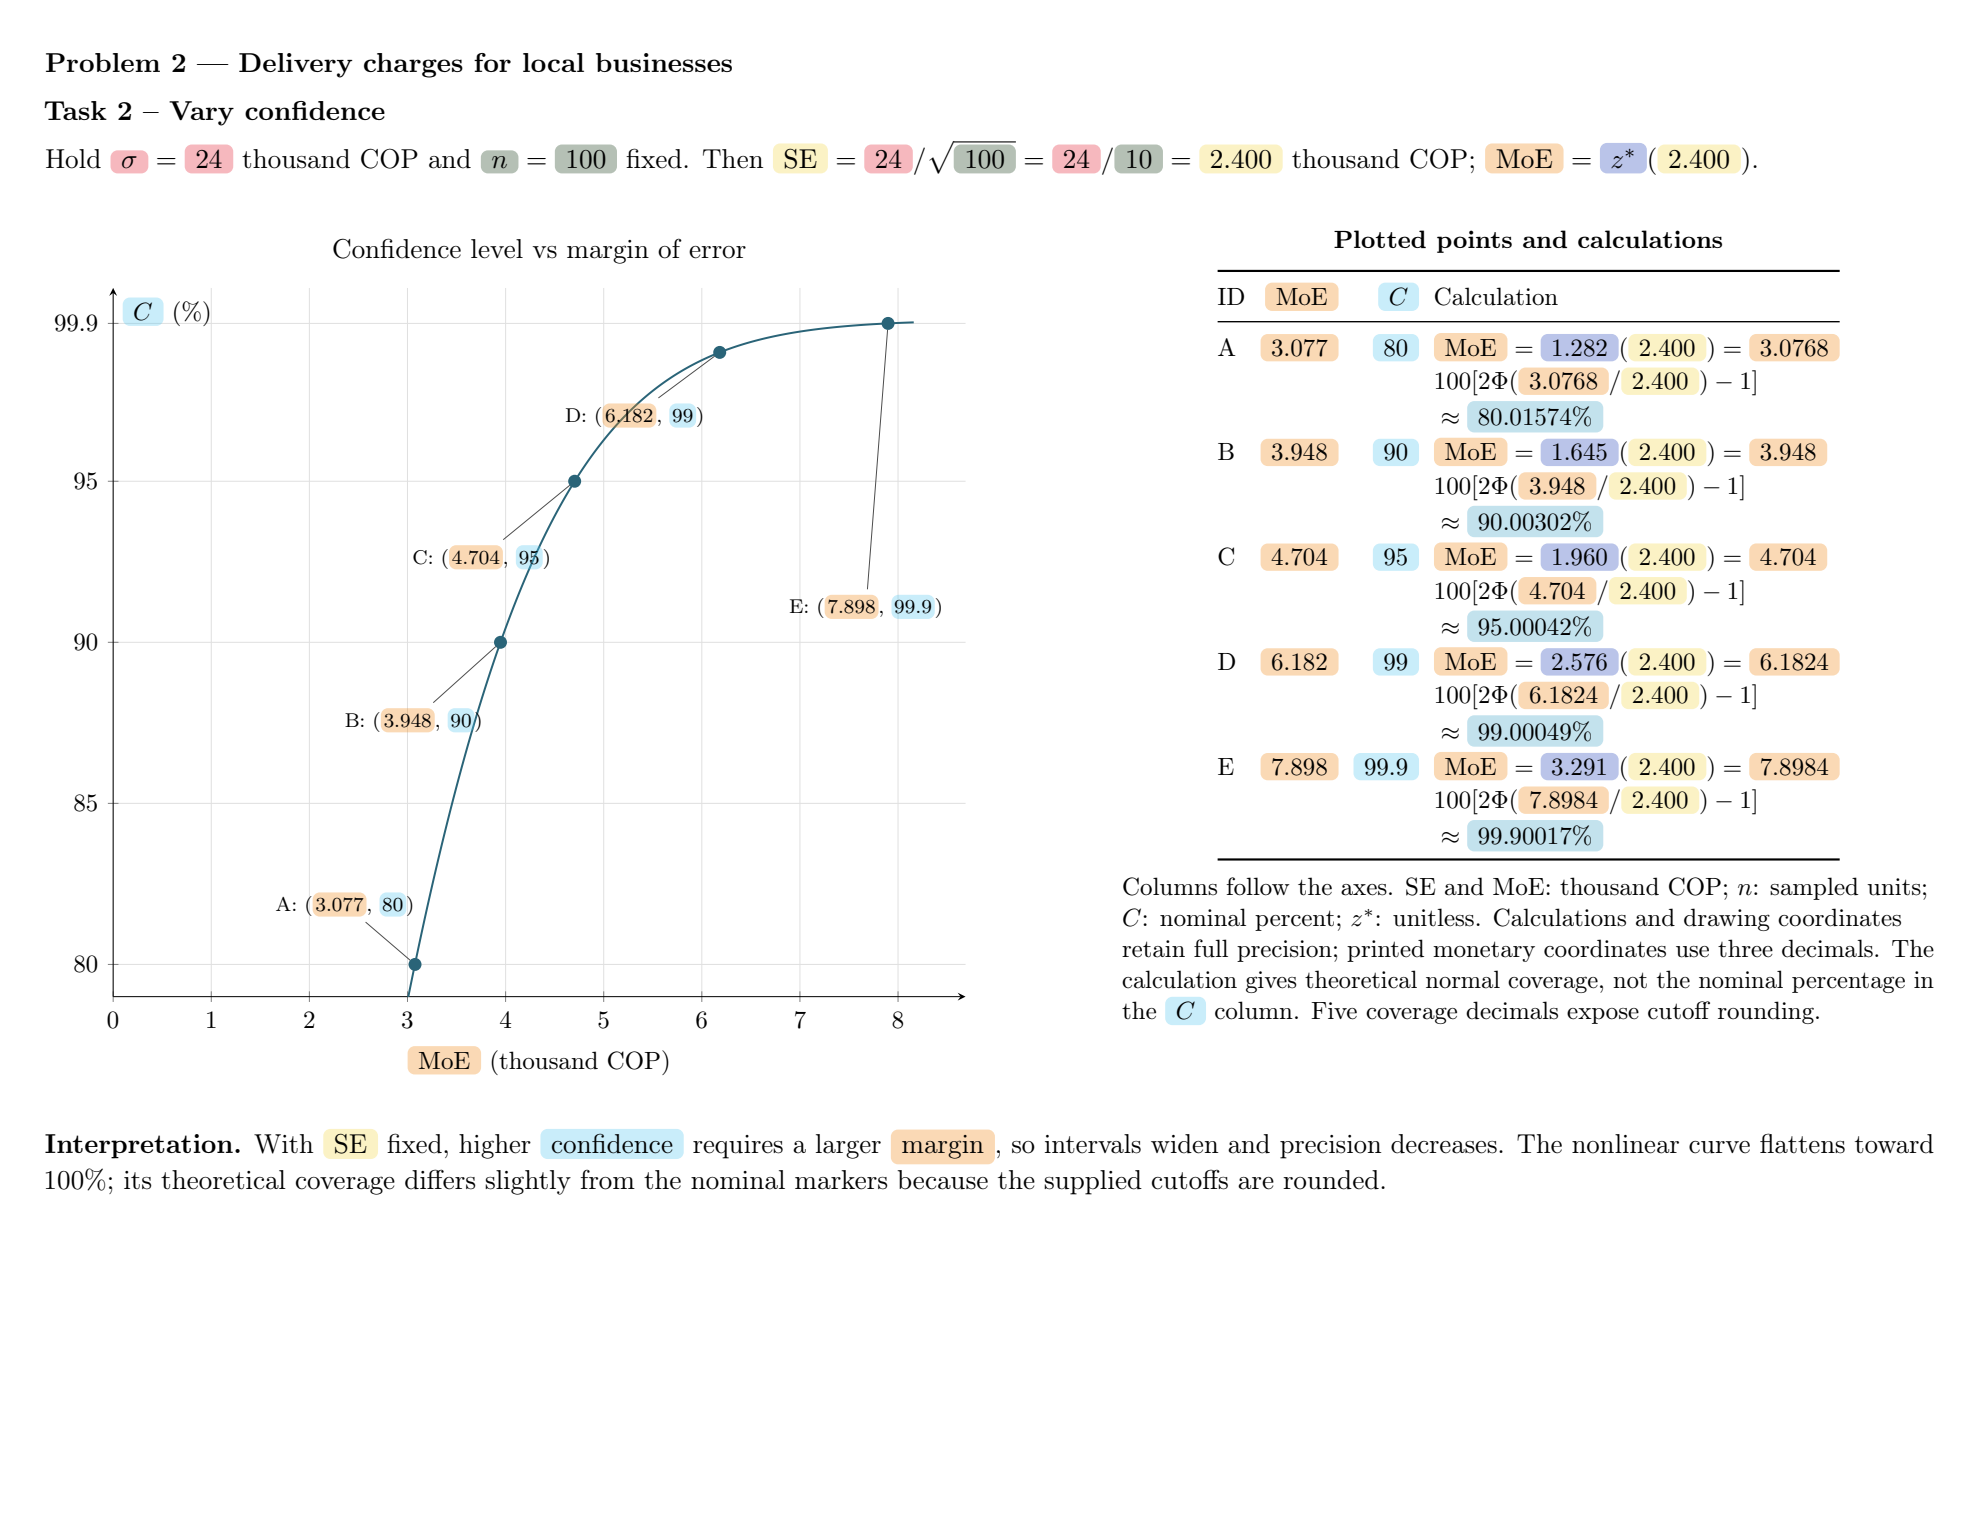 Problem 2 — Delivery charges for local businesses
Task 2 – Vary confidence
Hold σ = 24 thousand COP and n = 100 fixed. Then SE = 24/√100 = 24/10 = 2.400 thousand COP; MoE = z*(2.400).
Confidence level vs margin of error
C (%)
99.9
95
90
85
80
D: (6.182, 99)
C: (4.704, 95)
E: (7.898, 99.9)
B: (3.948, 90)
A: (3.077, 80)
0 1 2 3 4 5 6 7 8
MoE (thousand COP)
Plotted points and calculations
ID MoE C Calculation
A 3.077 80 MoE = 1.282(2.400) = 3.0768
100[2Φ(3.0768/2.400) − 1]
≈ 80.01574%
B 3.948 90 MoE = 1.645(2.400) = 3.948
100[2Φ(3.948/2.400) − 1]
≈ 90.00302%
C 4.704 95 MoE = 1.960(2.400) = 4.704
100[2Φ(4.704/2.400) − 1]
≈ 95.00042%
D 6.182 99 MoE = 2.576(2.400) = 6.1824
100[2Φ(6.1824/2.400) − 1]
≈ 99.00049%
E 7.898 99.9 MoE = 3.291(2.400) = 7.8984
100[2Φ(7.8984/2.400) − 1]
≈ 99.90017%
Columns follow the axes. SE and MoE: thousand COP; n: sampled units;
C: nominal percent; z*: unitless. Calculations and drawing coordinates
retain full precision; printed monetary coordinates use three decimals. The
calculation gives theoretical normal coverage, not the nominal percentage in
the C column. Five coverage decimals expose cutoff rounding.
Interpretation. With SE fixed, higher confidence requires a larger margin, so intervals widen and precision decreases. The nonlinear curve flattens toward
100%; its theoretical coverage differs slightly from the nominal markers because the supplied cutoffs are rounded.